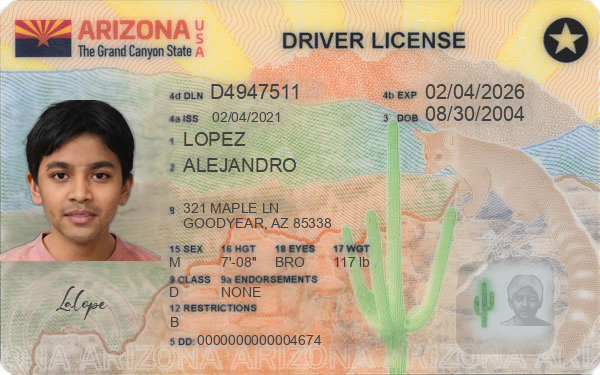 ARIZONA USA
The Grand Canyon State
DRIVER LICENSE
4d DLN D4947511 4b EXP 02/04/2026
4a ISS 02/04/2021 3 DOB 08/30/2004
1 LOPEZ
2 ALEJANDRO
8 321 MAPLE LN
GOODYEAR, AZ 85338
15 SEX 16 HGT 18 EYES 17 WGT
M 7'-08" BRO 117 lb
9 CLASS 9a ENDORSEMENTS
D NONE
12 RESTRICTIONS
B
LaLope
5 DD: 0000000000004674
ARIZONA ARIZONA ARIZONA ARIZONA